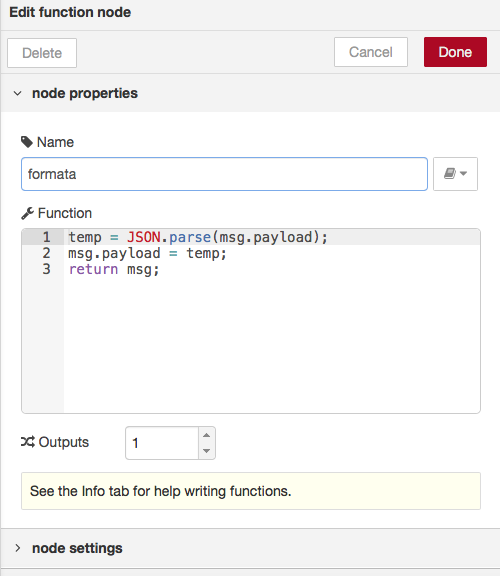 Edit function node
Delete Cancel Done
node properties
Name
formata
Function
1 temp = JSON.parse(msg.payload);
2 msg.payload = temp;
3 return msg;
Outputs 1
See the Info tab for help writing functions.
node settings